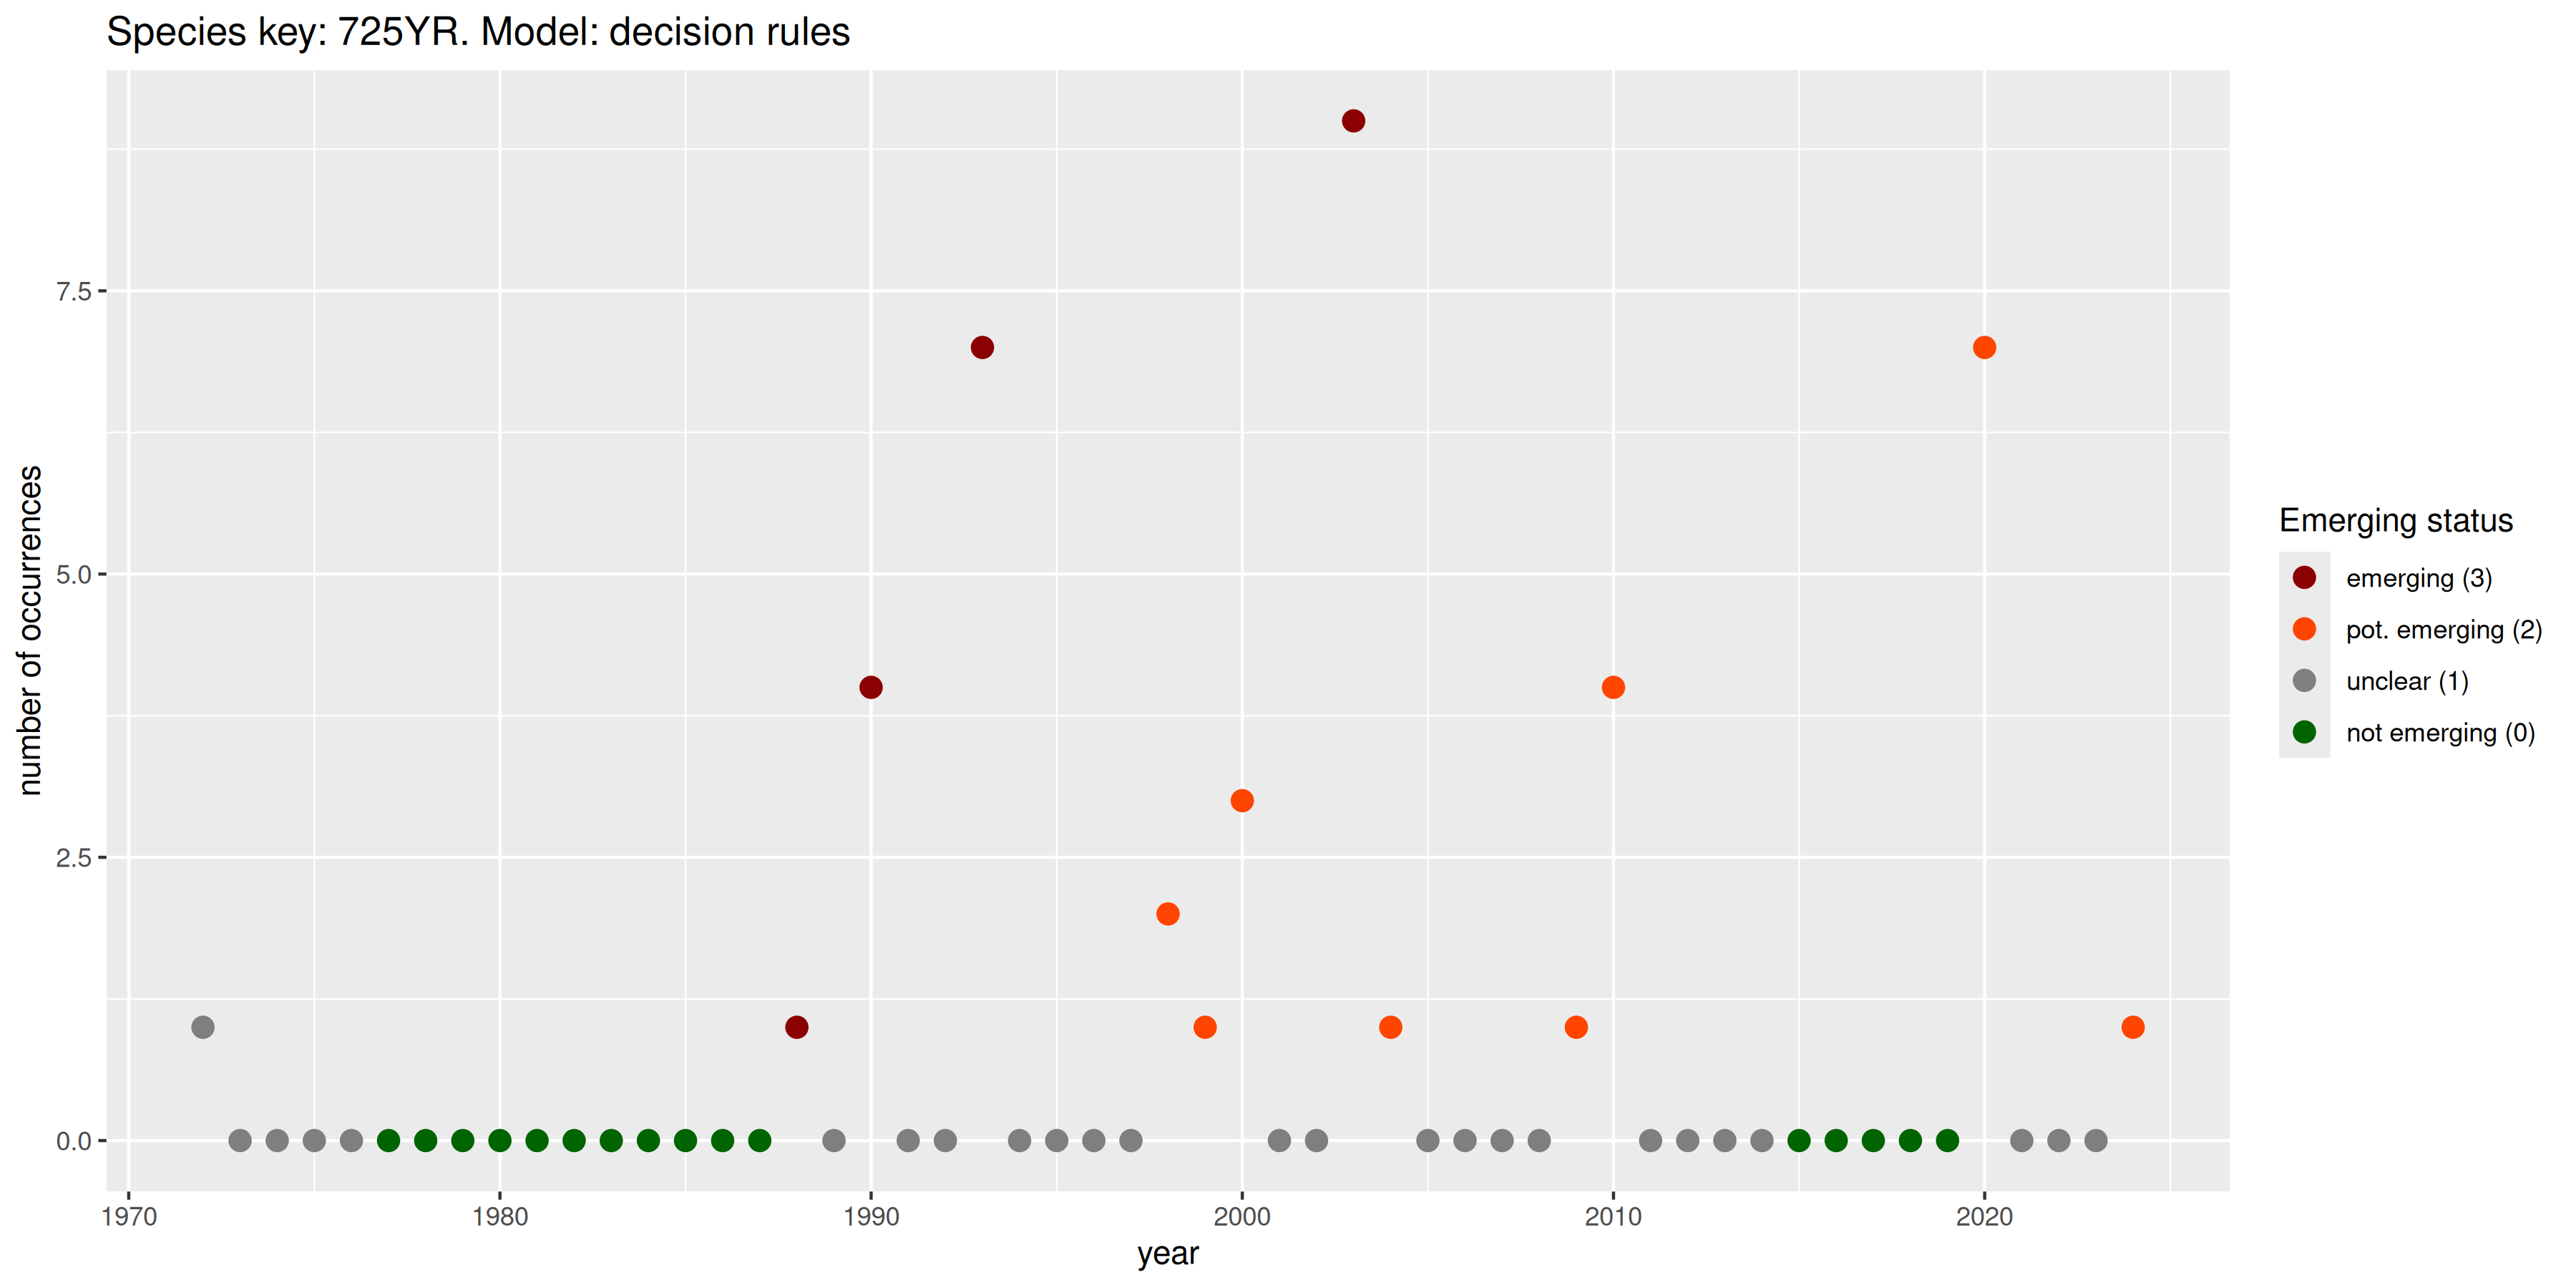 Species key: 725YR. Model: decision rules
number of occurrences
7.5
5.0
2.5
0.0
1970 1980 1990 2000 2010 2020
year
Emerging status
emerging (3)
pot. emerging (2)
unclear (1)
not emerging (0)